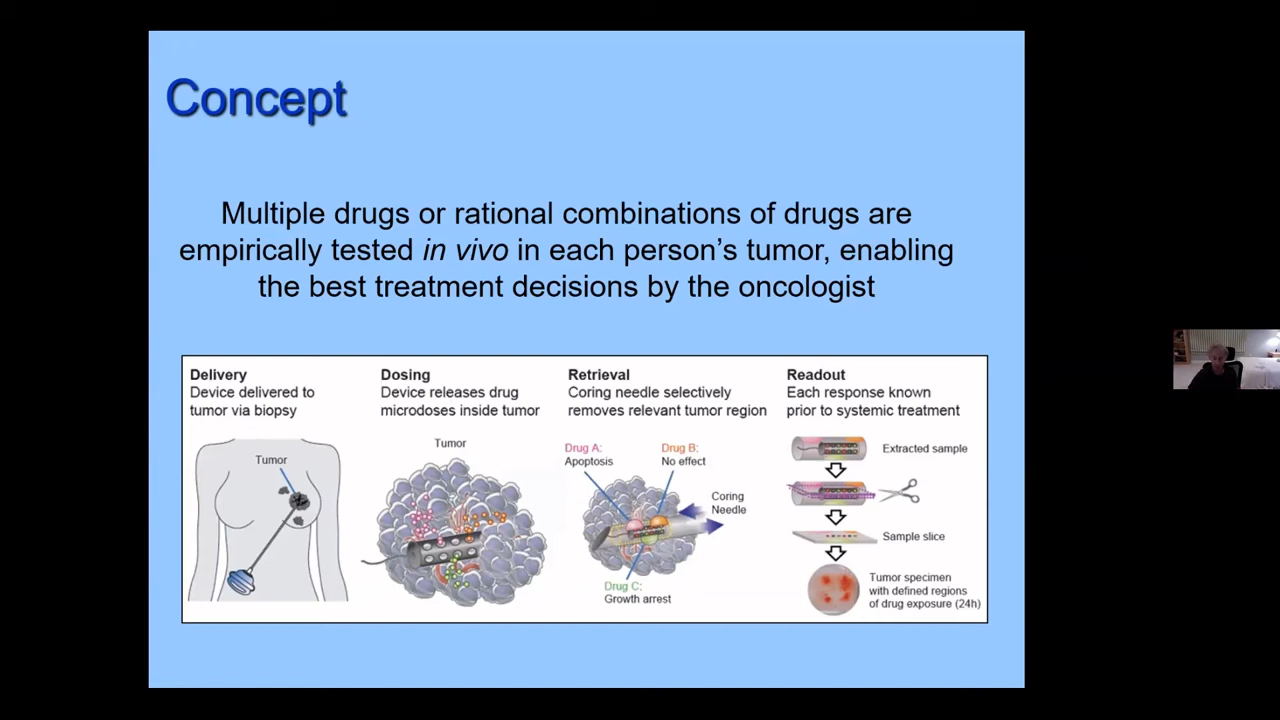 Concept
Multiple drugs or rational combinations of drugs are
empirically tested in vivo in each person’s tumor, enabling
the best treatment decisions by the oncologist
Delivery
Device delivered to
tumor via biopsy
Tumor
Dosing
Device releases drug
microdoses inside tumor
Tumor
Retrieval
Coring needle selectively
removes relevant tumor region
Drug A:
Apoptosis
Drug B:
No effect
Coring
Needle
Drug C:
Growth arrest
Readout
Each response known
prior to systemic treatment
Extracted sample
Sample slice
Tumor specimen
with defined regions
of drug exposure (24h)